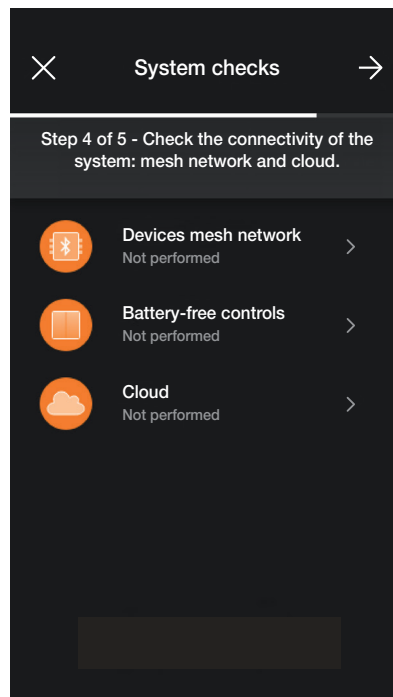 System checks
Step 4 of 5 - Check the connectivity of the
system: mesh network and cloud.
Devices mesh network
Not performed
Battery-free controls
Not performed
Cloud
Not performed